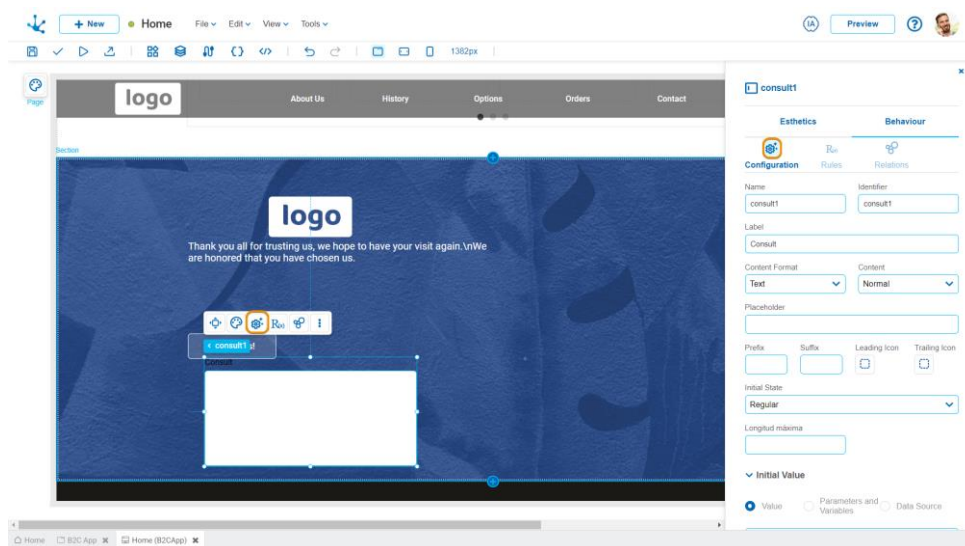 + New
Home
File Edit View Tools
IA
Preview
?
1382px
Page
logo
About Us History Options Orders Contact
Section
logo
Thank you all for trusting us, we hope to have your visit again.\nWe
are honored that you have chosen us.
consult1
Consult
consult1
Esthetics Behaviour
Configuration Rules Relations
Name Identifier
consult1 consult1
Label
Consult
Content Format Content
Text Normal
Placeholder
Prefix Suffix Leading Icon Trailing Icon
Initial State
Regular
Longitud máxima
Initial Value
Value Parameters and Variables Data Source
Home B2C App Home (B2CApp)